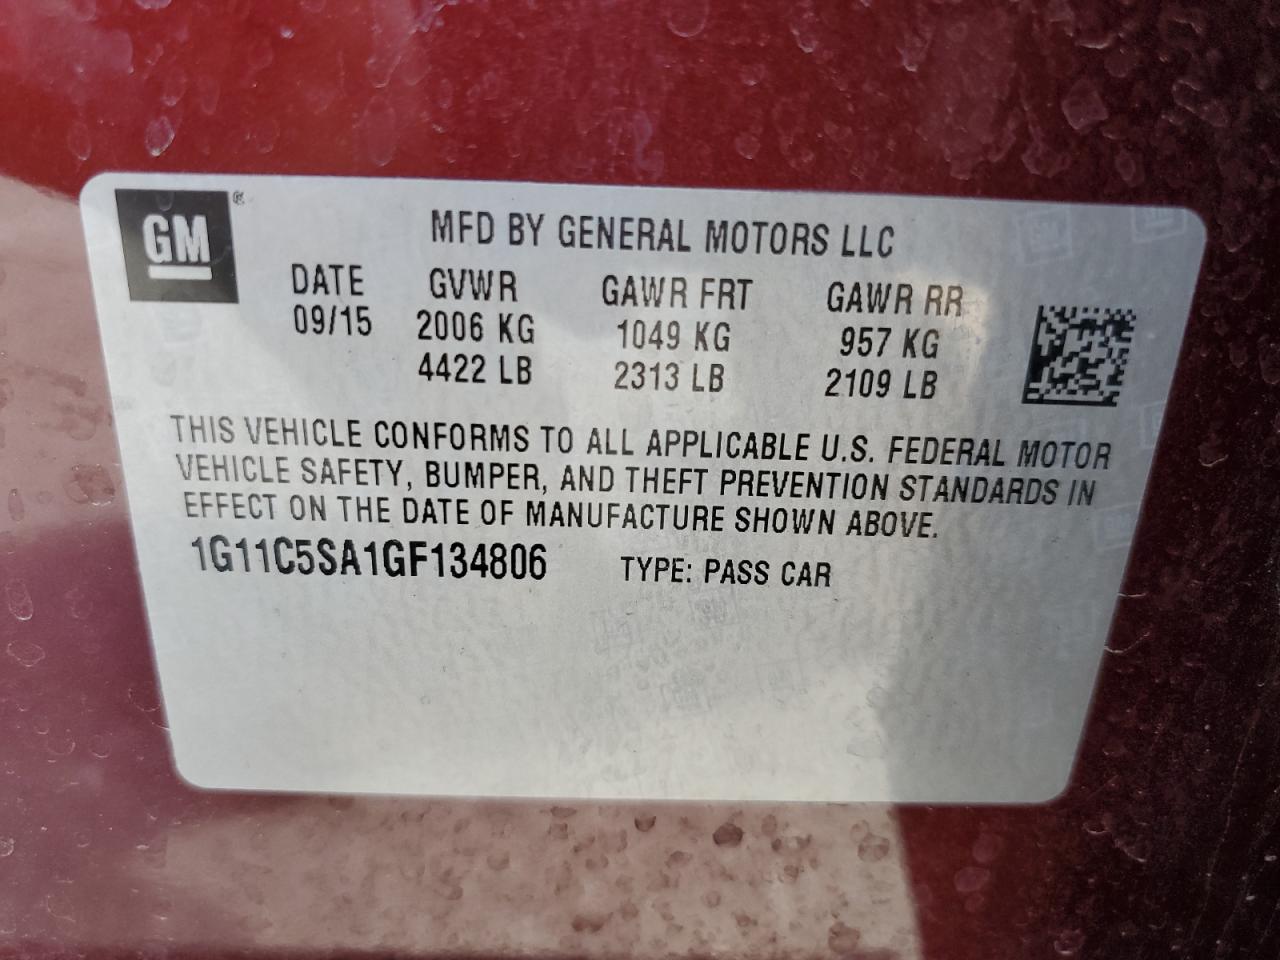 GM ®
MFD BY GENERAL MOTORS LLC
DATE GVWR GAWR FRT GAWR RR
09/15 2006 KG 1049 KG 957 KG
4422 LB 2313 LB 2109 LB
THIS VEHICLE CONFORMS TO ALL APPLICABLE U.S. FEDERAL MOTOR
VEHICLE SAFETY, BUMPER, AND THEFT PREVENTION STANDARDS IN
EFFECT ON THE DATE OF MANUFACTURE SHOWN ABOVE.
1G11C5SA1GF134806 TYPE: PASS CAR